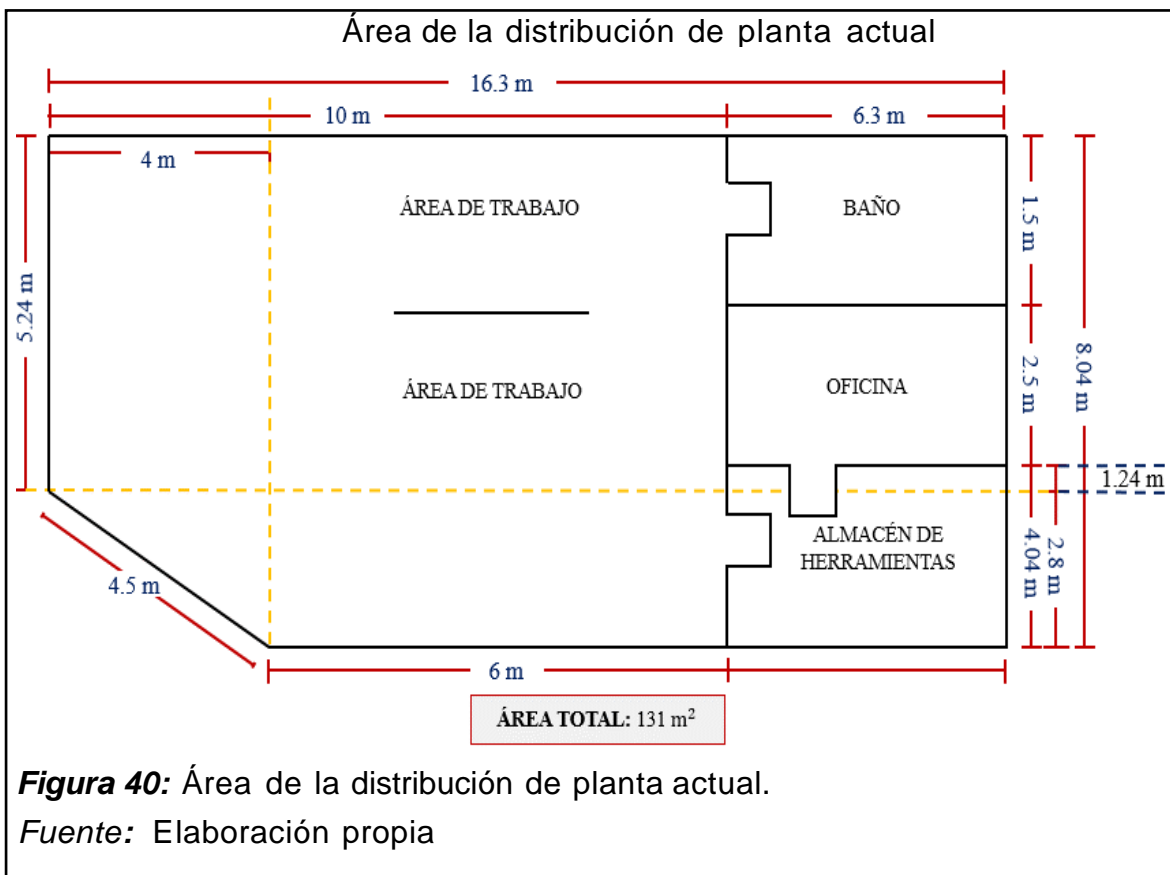 Área de la distribución de planta actual
16.3 m
10 m
6.3 m
4 m
ÁREA DE TRABAJO
BAÑO
1.5 m
5.24 m
8.04 m
ÁREA DE TRABAJO
OFICINA
2.5 m
1.24 m
ALMACÉN DE
HERRAMIENTAS
4.04 m
2.8 m
4.5 m
6 m
ÁREA TOTAL: 131 m²
Figura 40: Área de la distribución de planta actual.
Fuente: Elaboración propia